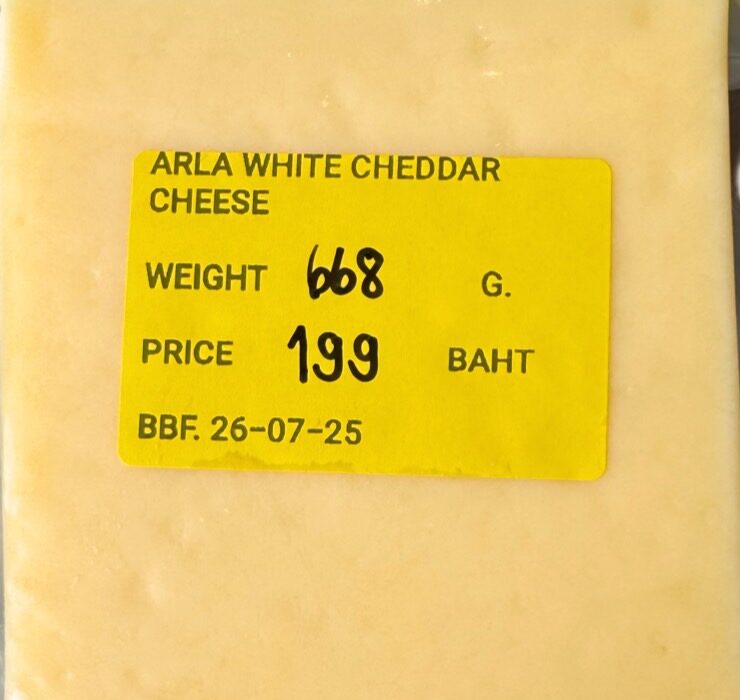 ARLA WHITE CHEDDAR
CHEESE
WEIGHT 668 G.
PRICE 199 BAHT
BBF. 26-07-25